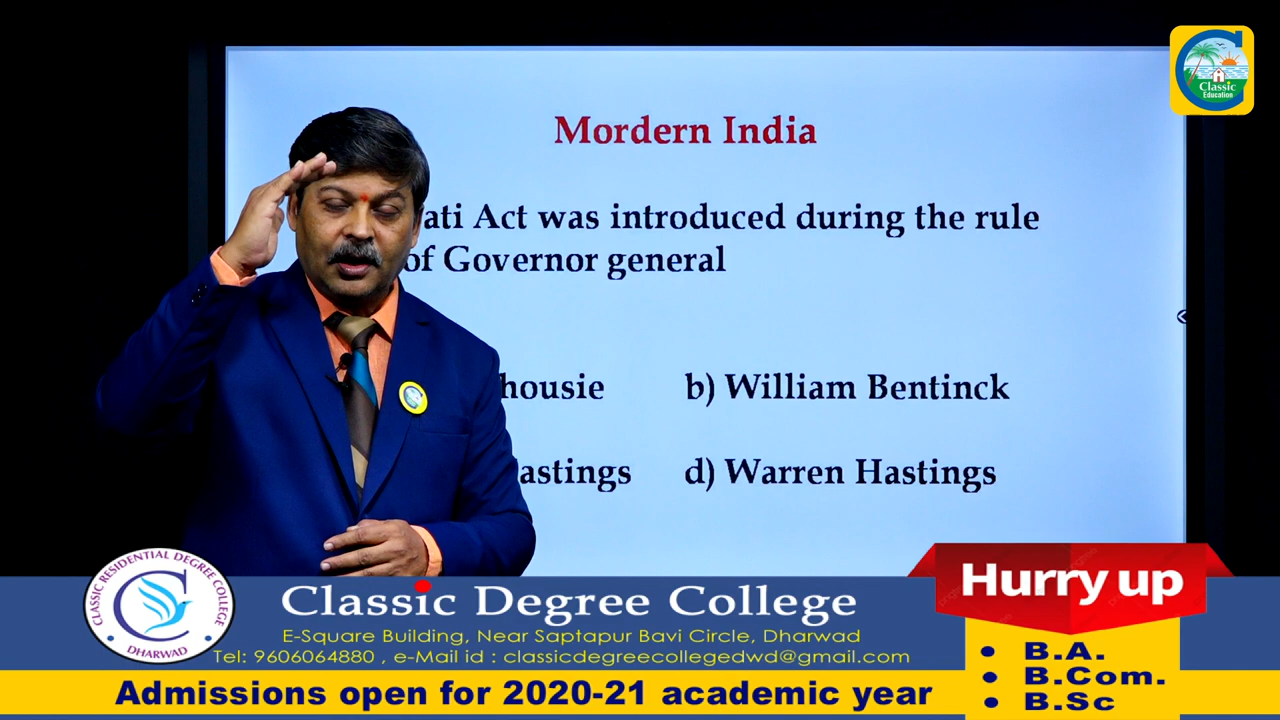 Classic
Education
Mordern India
ati Act was introduced during the rule
of Governor general
housie b) William Bentinck
astings d) Warren Hastings
CLASSIC RESIDENTIAL DEGREE COLLEGE
DHARWAD
Classic Degree College
E-Square Building, Near Saptapur Bavi Circle, Dharwad
Tel: 9606064880 , e-Mail id : classicdegreecollegedwd@gmail.com
Admissions open for 2020-21 academic year
Hurry up
• B.A.
• B.Com.
• B.Sc